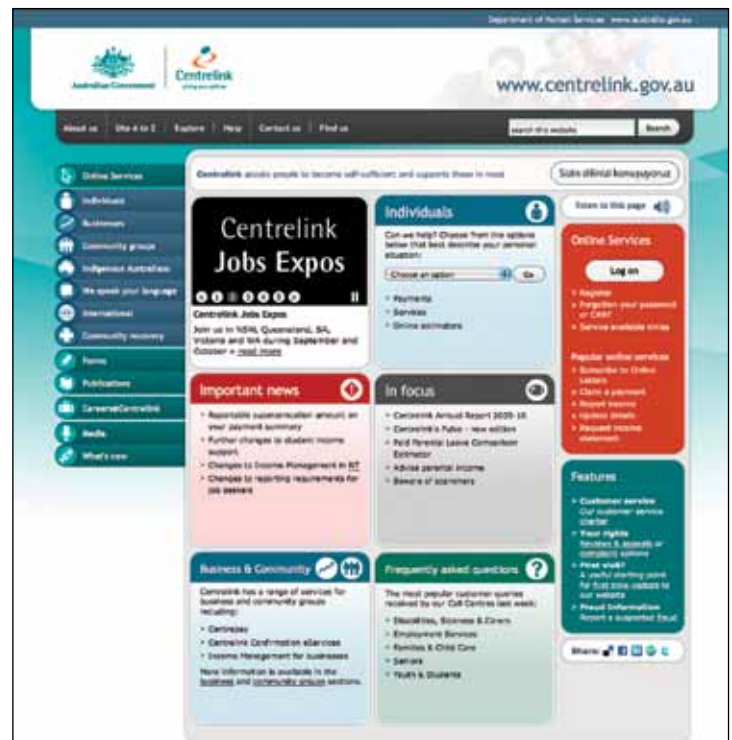 Department of Human Services www.australia.gov.au
Australian Government
Centrelink
www.centrelink.gov.au
About us
Site A to Z
Explore
Help
Contact us
Find us
search this website
Search
Online Services
Individuals
Businesses
Community groups
Indigenous Australians
We speak your language
International
Community recovery
Forms
Publications
Careers@Centrelink
Media
What's new
Centrelink assists people to become self-sufficient and supports those in need
Sizin dilinizi konuşuyoruz
Centrelink
Jobs Expos
Centrelink Jobs Expos
Join us in NSW, Queensland, SA,
Victoria and WA during September and
October » read more
Individuals
Can we help? Choose from the options
below that best describe your personal
situation:
Choose an option
Go
Payments
Services
Online estimators
listen to this page
Online Services
Log on
Register
Forgotten your password
or CAN?
Service available times
Popular online services
Subscribe to Online
Letters
Claim a payment
Report income
Update details
Request income
statement
Important news
Reportable superannuation amount on
your payment summary
Further changes to student income
support
Changes to Income Management in NT
Changes to reporting requirements for
job seekers
In focus
Centrelink Annual Report 2009-10
Centrelink's Pulse - new edition
Paid Parental Leave Comparison
Estimator
Advise parental income
Beware of scammers
Features
Customer service
Our customer service
charter
Your rights
Reviews & appeals or
complaint options
First visit?
A useful starting point
for first time visitors to
our website
Fraud Information
Report a suspected fraud
Business & Community
Centrelink has a range of services for
business and community groups
including:
Centrepay
Centrelink Confirmation eServices
Income Management for businesses
More information is available in the
business and community groups sections.
Frequently asked questions
The most popular customer queries
received by our Call Centres last week:
Disabilities, Sickness & Carers
Employment Services
Families & Child Care
Seniors
Youth & Students
Share: